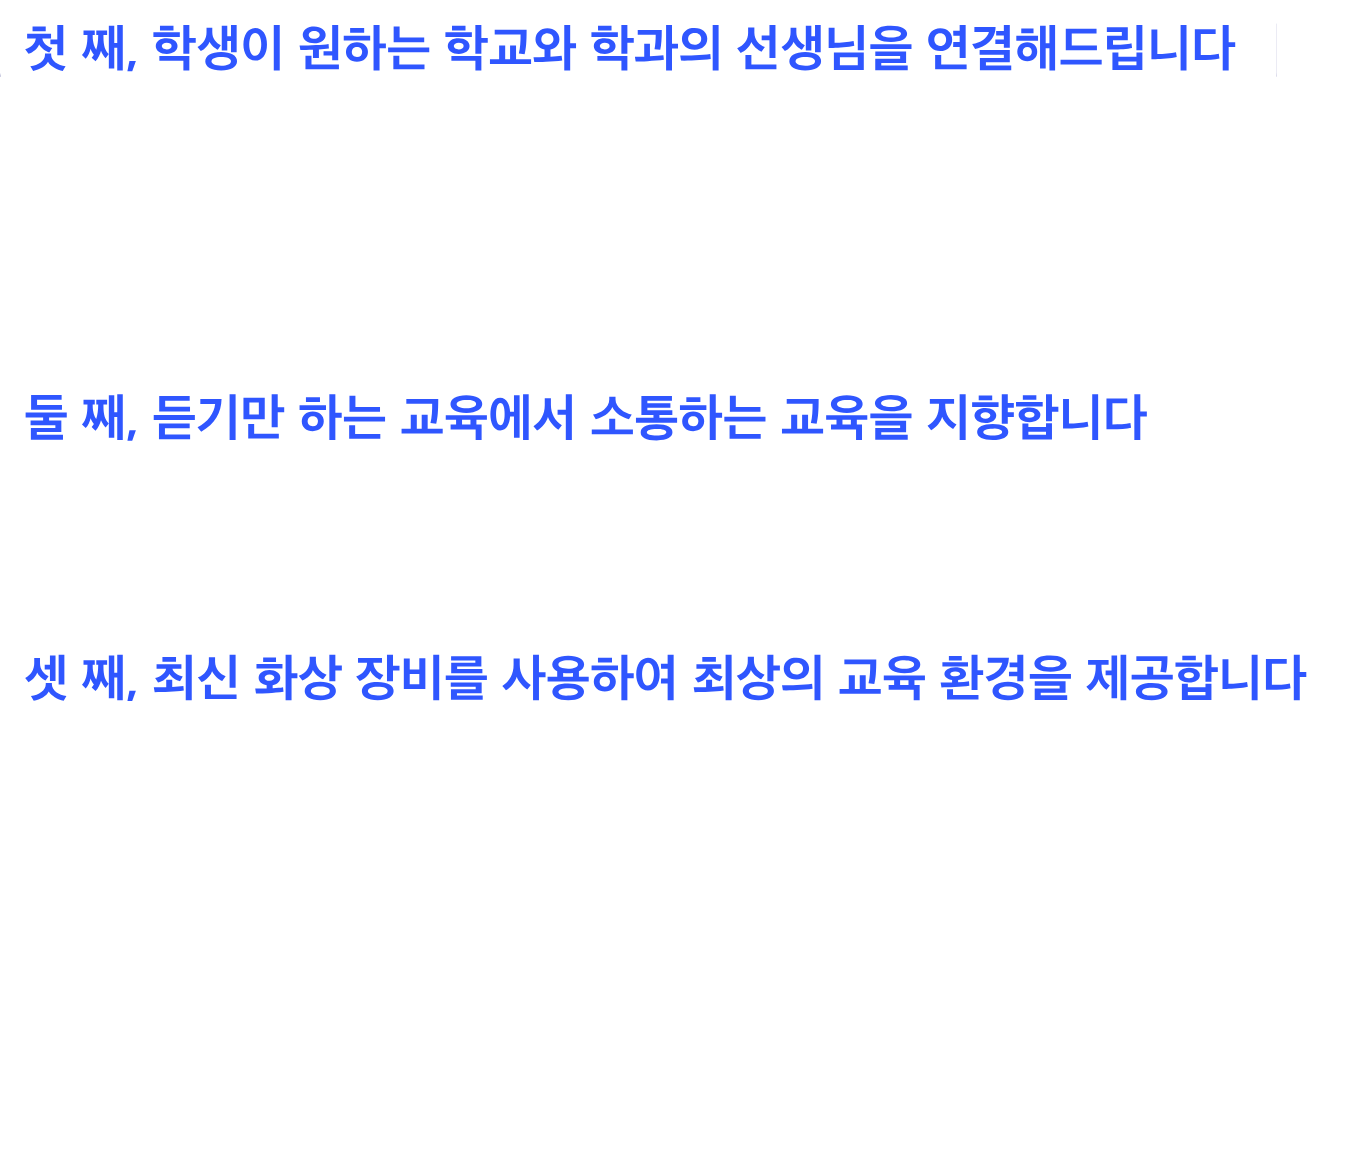 첫 째, 학생이 원하는 학교와 학과의 선생님을 연결해드립니다
둘 째, 듣기만 하는 교육에서 소통하는 교육을 지향합니다
셋 째, 최신 화상 장비를 사용하여 최상의 교육 환경을 제공합니다